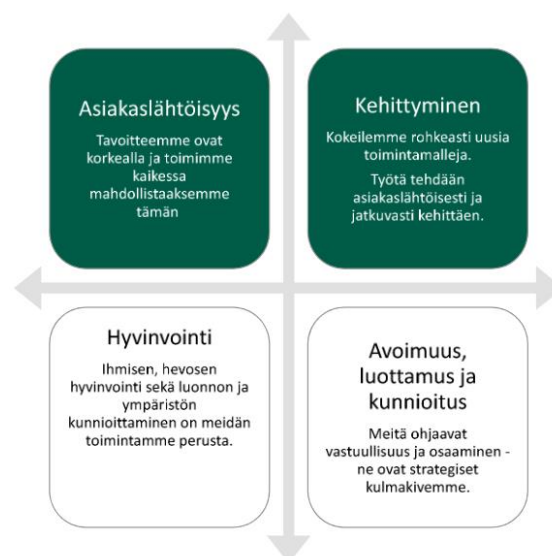 Asiakaslähtöisyys
Tavoitteemme ovat
korkealla ja toimimme
kaikessa
mahdollistaaksemme
tämän
Kehittyminen
Kokeilemme rohkeasti uusia
toimintamalleja.
Työtä tehdään
asiakaslähtöisesti ja
jatkuvasti kehittäen.
Hyvinvointi
Ihmisen, hevosen
hyvinvointi sekä luonnon ja
ympäristön
kunnioittaminen on meidän
toimintamme perusta.
Avoimuus,
luottamus ja
kunnioitus
Meitä ohjaavat
vastuullisuus ja osaaminen -
ne ovat strategiset
kulmakivemme.